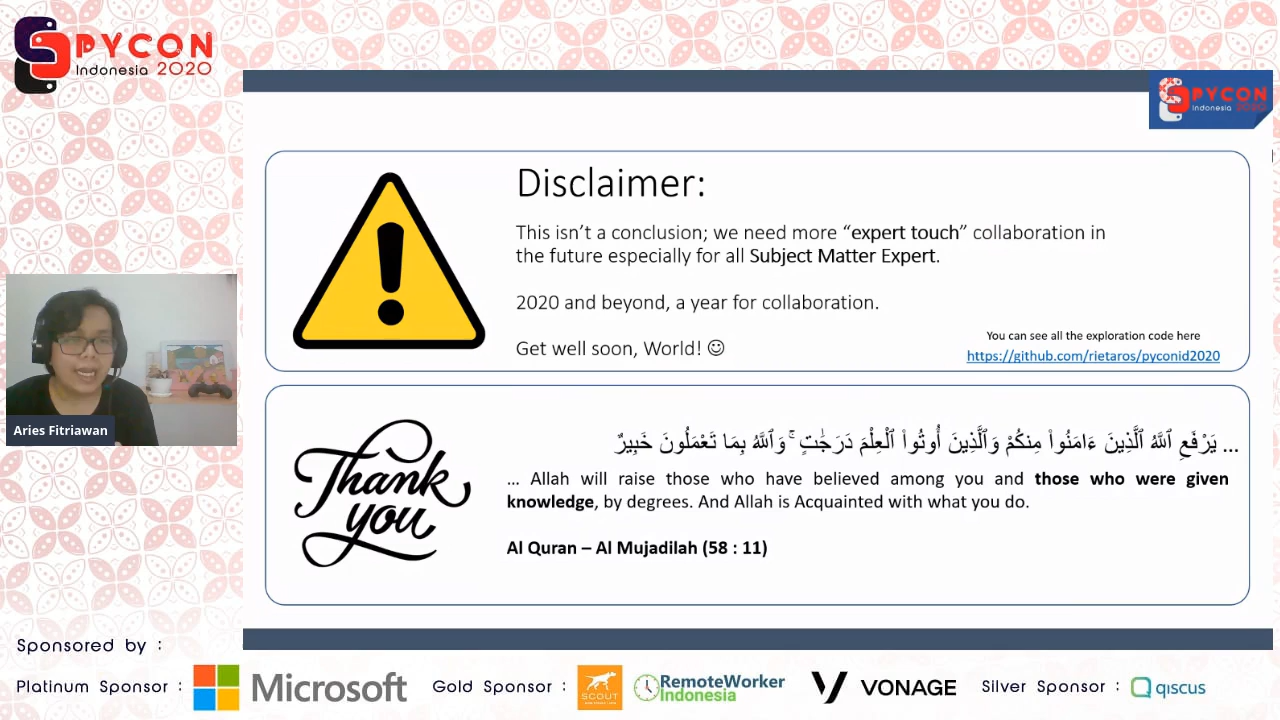 PYCON
Indonesia 2020
PYCON
Indonesia 2020
Disclaimer:
This isn't a conclusion; we need more “expert touch” collaboration in
the future especially for all Subject Matter Expert.
2020 and beyond, a year for collaboration.
Get well soon, World! ☺
You can see all the exploration code here
https://github.com/rietaros/pyconid2020
Aries Fitriawan
Thank
you
... يَرْفَعِ ٱللَّهُ ٱلَّذِينَ ءَامَنُوا۟ مِنكُمْ وَٱلَّذِينَ أُوتُوا۟ ٱلْعِلْمَ دَرَجَٰتٍ ۚ وَٱللَّهُ بِمَا تَعْمَلُونَ خَبِيرٌ
... Allah will raise those who have believed among you and those who were given
knowledge, by degrees. And Allah is Acquainted with what you do.
Al Quran – Al Mujadilah (58 : 11)
Sponsored by :
Platinum Sponsor : Microsoft Gold Sponsor : SCOUT RemoteWorker Indonesia VONAGE Silver Sponsor : qiscus